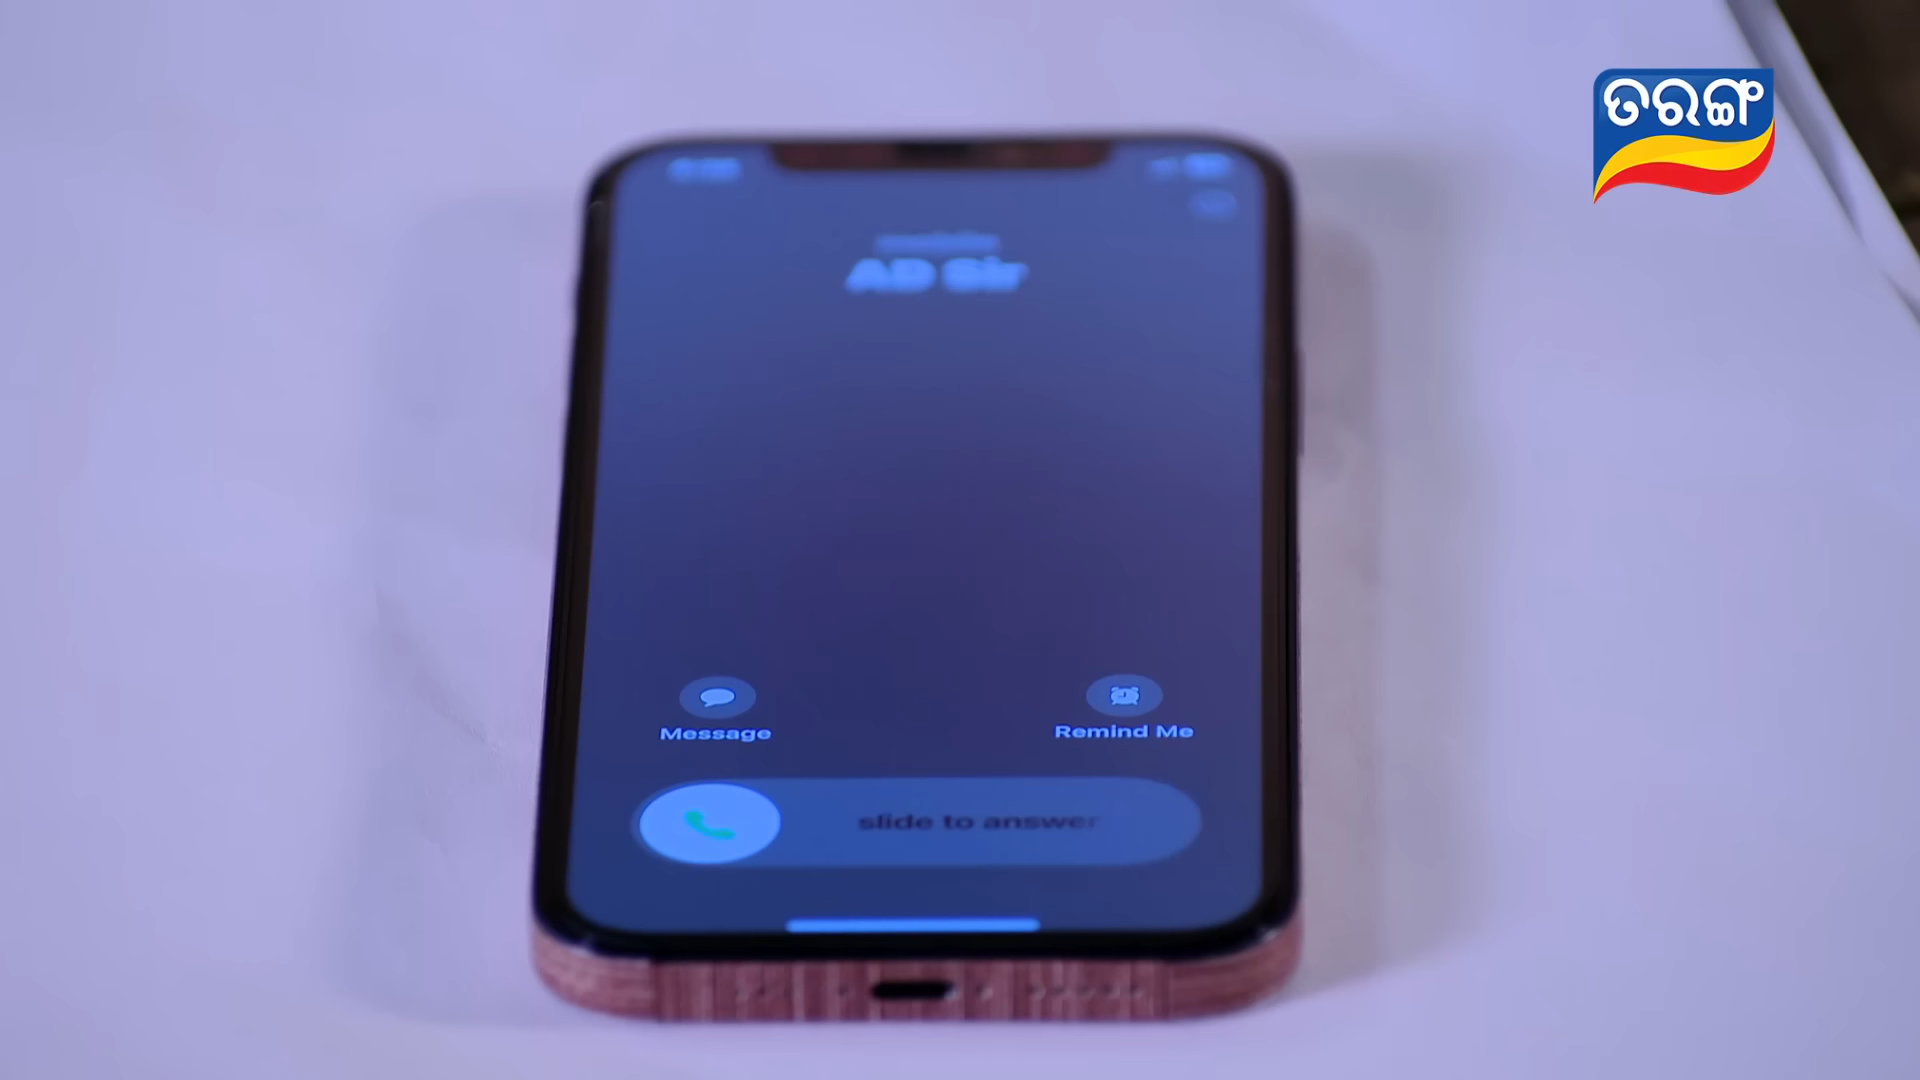 ତରଙ୍ଗ
AD Sir
Message
Remind Me
slide to answer